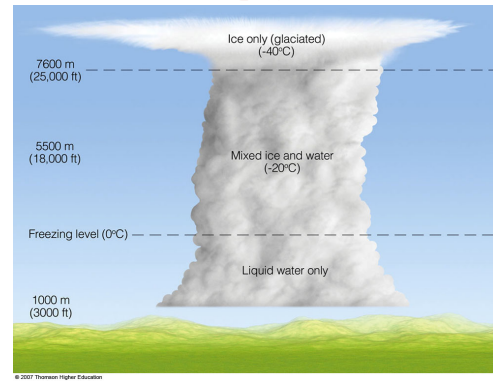 Ice only (glaciated)
(-40°C)
7600 m
(25,000 ft)
5500 m
(18,000 ft)
Mixed ice and water
(-20°C)
Freezing level (0°C)
Liquid water only
1000 m
(3000 ft)
© 2007 Thomson Higher Education